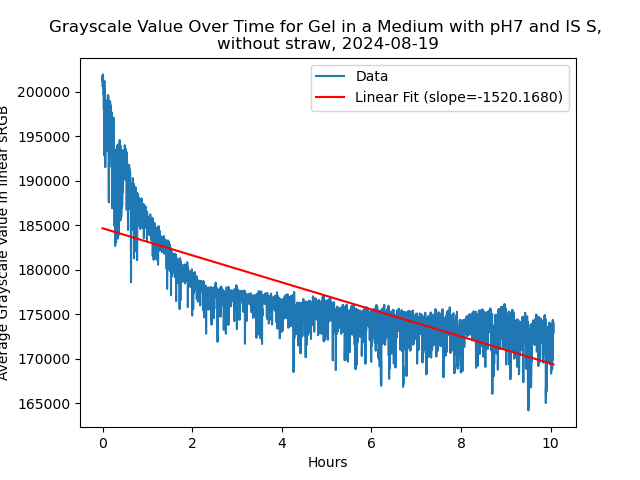 Grayscale Value Over Time for Gel in a Medium with pH7 and IS S,
without straw, 2024-08-19
Average Grayscale Value in linear sRGB
200000
195000
190000
185000
180000
175000
170000
165000
Data
Linear Fit (slope=-1520.1680)
0 2 4 6 8 10
Hours